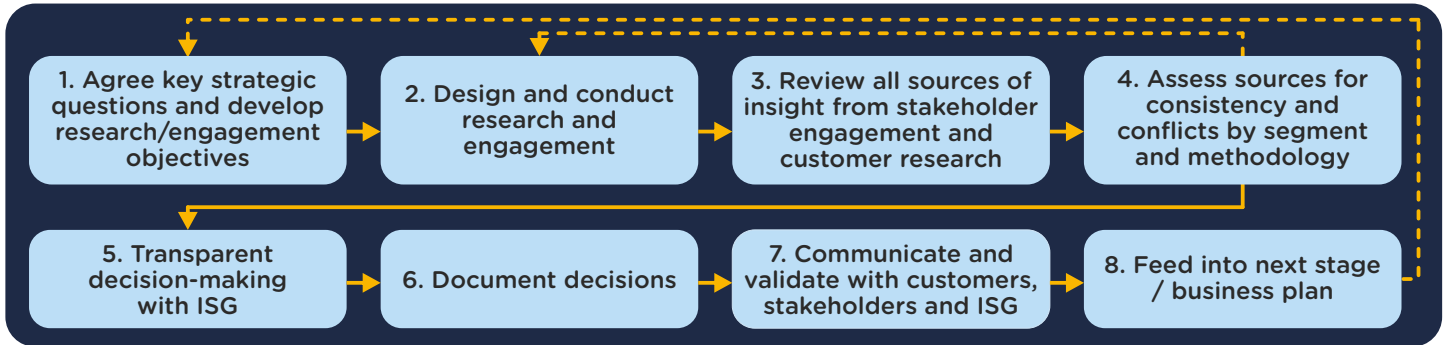 1. Agree key strategic
questions and develop
research/engagement
objectives
2. Design and conduct
research and
engagement
3. Review all sources of
insight from stakeholder
engagement and
customer research
4. Assess sources for
consistency and
conflicts by segment
and methodology
5. Transparent
decision-making
with ISG
6. Document decisions
7. Communicate and
validate with customers,
stakeholders and ISG
8. Feed into next stage
/ business plan